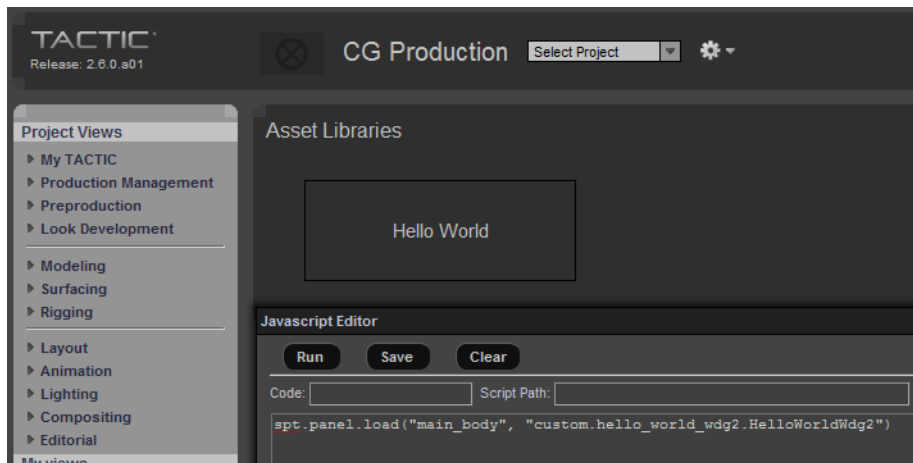 TACTIC
Release: 2.6.0.a01
CG Production
Select Project
Project Views
My TACTIC
Production Management
Preproduction
Look Development
Modeling
Surfacing
Rigging
Layout
Animation
Lighting
Compositing
Editorial
My views
Asset Libraries
Hello World
Javascript Editor
Run Save Clear
Code: Script Path:
spt.panel.load("main_body", "custom.hello_world_wdg2.HelloWorldWdg2")